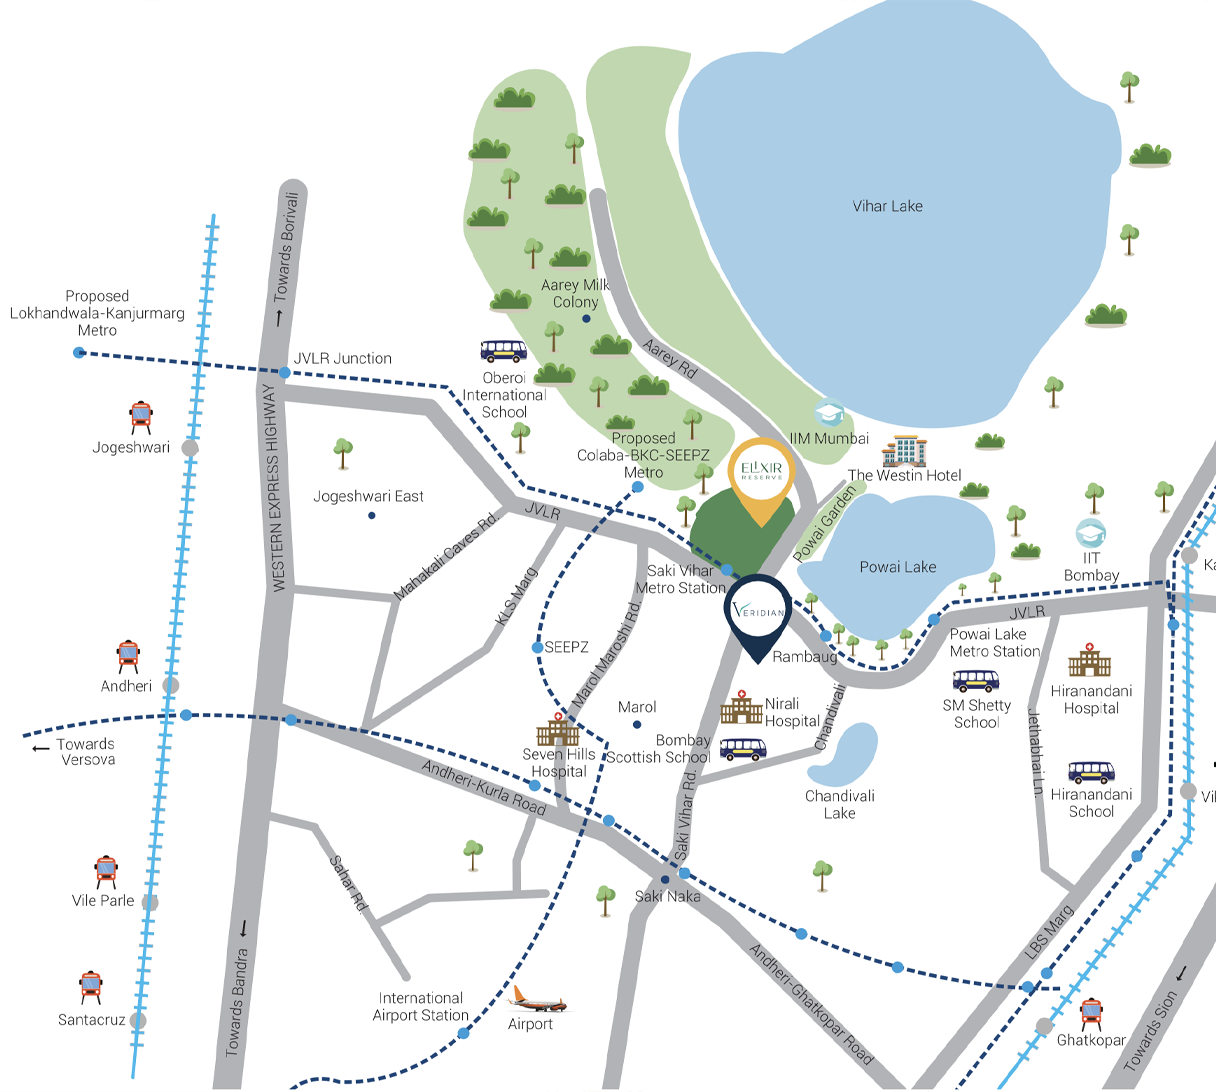 Vihar Lake
Towards Borivali
Proposed
Lokhandwala-Kanjurmarg
Metro
Aarey Milk
Colony
JVLR Junction
Aarey Rd
Oberoi
International
School
WESTERN EXPRESS HIGHWAY
Jogeshwari
Proposed
Colaba-BKC-SEEPZ
Metro
IIM Mumbai
ELIXIR
RESERVE
The Westin Hotel
Jogeshwari East
JVLR
Powai Garden
Mahakali Caves Rd.
KLS Marg
Saki Vihar
Metro Station
Powai Lake
IIT
Bombay
Ka
VERIDIAN
JVLR
SEEPZ
Marol Maroshi Rd.
Rambaug
Powai Lake
Metro Station
Andheri
Hiranandani
Hospital
SM Shetty
School
Marol
Nirali
Hospital
Chandivali
Jethabhai Ln.
Towards
Versova
Seven Hills
Hospital
Bombay
Scottish School
Andheri-Kurla Road
Saki Vihar Rd.
Chandivali
Lake
Hiranandani
School
Vil
Sahar Rd.
Vile Parle
Saki Naka
LBS Marg
Towards Bandra
Andheri-Ghatkopar Road
International
Airport Station
Airport
Santacruz
Ghatkopar
Towards Sion